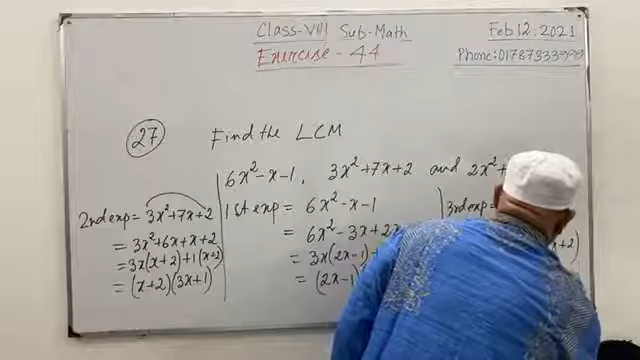 Class-VIII Sub-Math
Feb 12, 2021
Exercise - 44
Phone: 01787333999
27 Find the LCM
6x²-x-1, 3x²+7x+2 and 2x²+
2nd exp = 3x²+7x+2
= 3x²+6x+x+2
= 3x(x+2)+1(x+2)
= (x+2)(3x+1)
1st exp = 6x²-x-1
= 6x²-3x+2x
= 3x(2x-1)+
= (2x-1)
3rd exp =
x+2)